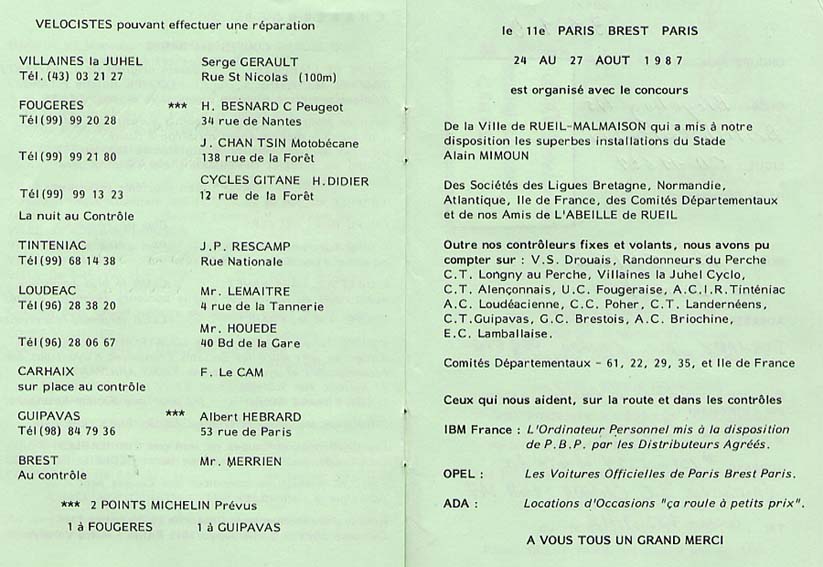 VELOCISTES pouvant effectuer une réparation
VILLAINES la JUHEL Serge GERAULT
Tél. (43) 03 21 27 Rue St Nicolas (100m)
FOUGERES *** H. BESNARD C Peugeot
Tél(99) 99 20 28 34 rue de Nantes
J. CHAN TSIN Motobécane
Tél(99) 99 21 80 138 rue de la Forêt
CYCLES GITANE H.DIDIER
Tél(99) 99 13 23 12 rue de la Forêt
La nuit au Contrôle
TINTENIAC J.P. RESCAMP
Tél(99) 68 14 38 Rue Nationale
LOUDEAC Mr. LEMAITRE
Tél(96) 28 38 20 4 rue de la Tannerie
Mr. HOUEDE
Tél(96) 28 06 67 40 Bd de la Gare
CARHAIX F. Le CAM
sur place au contrôle
GUIPAVAS *** Albert HEBRARD
Tél(98) 84 79 36 53 rue de Paris
BREST Mr. MERRIEN
Au contrôle
*** 2 POINTS MICHELIN Prévus
1 à FOUGERES 1 à GUIPAVAS
le 11e PARIS BREST PARIS
24 AU 27 AOUT 1987
est organisé avec le concours
De la Ville de RUEIL-MALMAISON qui a mis à notre
disposition les superbes installations du Stade
Alain MIMOUN
Des Sociétés des Ligues Bretagne, Normandie,
Atlantique, Ile de France, des Comités Départementaux
et de nos Amis de L'ABEILLE de RUEIL
Outre nos contrôleurs fixes et volants, nous avons pu
compter sur : V.S. Drouais, Randonneurs du Perche
C.T. Longny au Perche, Villaines la Juhel Cyclo,
C.T. Alençonnais, U.C. Fougeraise, A.C.I.R.Tinténiac
A.C. Loudéacienne, C.C. Poher, C.T. Landernéens,
C.T.Guipavas, G.C. Brestois, A.C. Briochine,
E.C. Lamballaise.
Comités Départementaux - 61, 22, 29, 35, et Ile de France
Ceux qui nous aident, sur la route et dans les contrôles
IBM France : L'Ordinateur Personnel mis à la disposition
de P.B.P. par les Distributeurs Agréés.
OPEL : Les Voitures Officielles de Paris Brest Paris.
ADA : Locations d'Occasions "ça roule à petits prix".
A VOUS TOUS UN GRAND MERCI